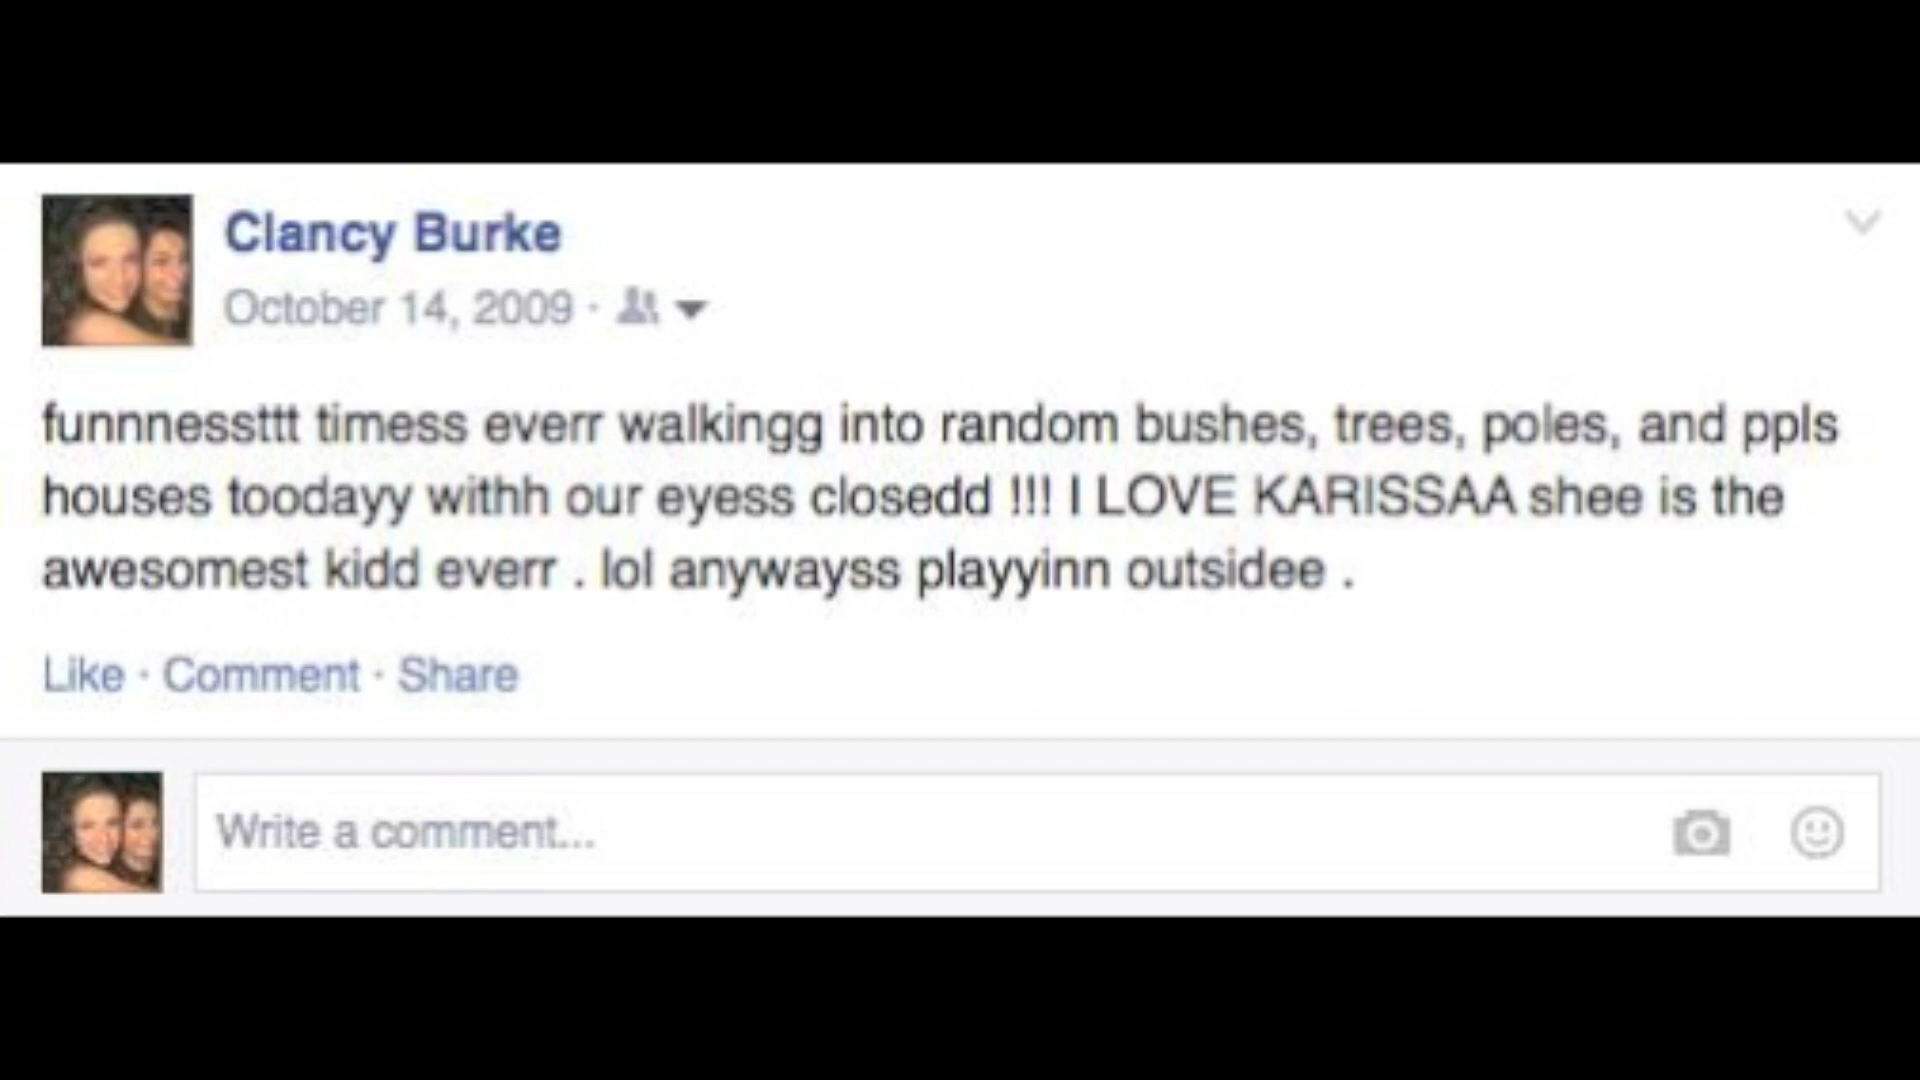 Clancy Burke
October 14, 2009 ·
funnnessttt timess everr walkingg into random bushes, trees, poles, and ppls
houses toodayy withh our eyess closedd !!! I LOVE KARISSAA shee is the
awesomest kidd everr . lol anywayss playyinn outsidee .
Like · Comment · Share
Write a comment...